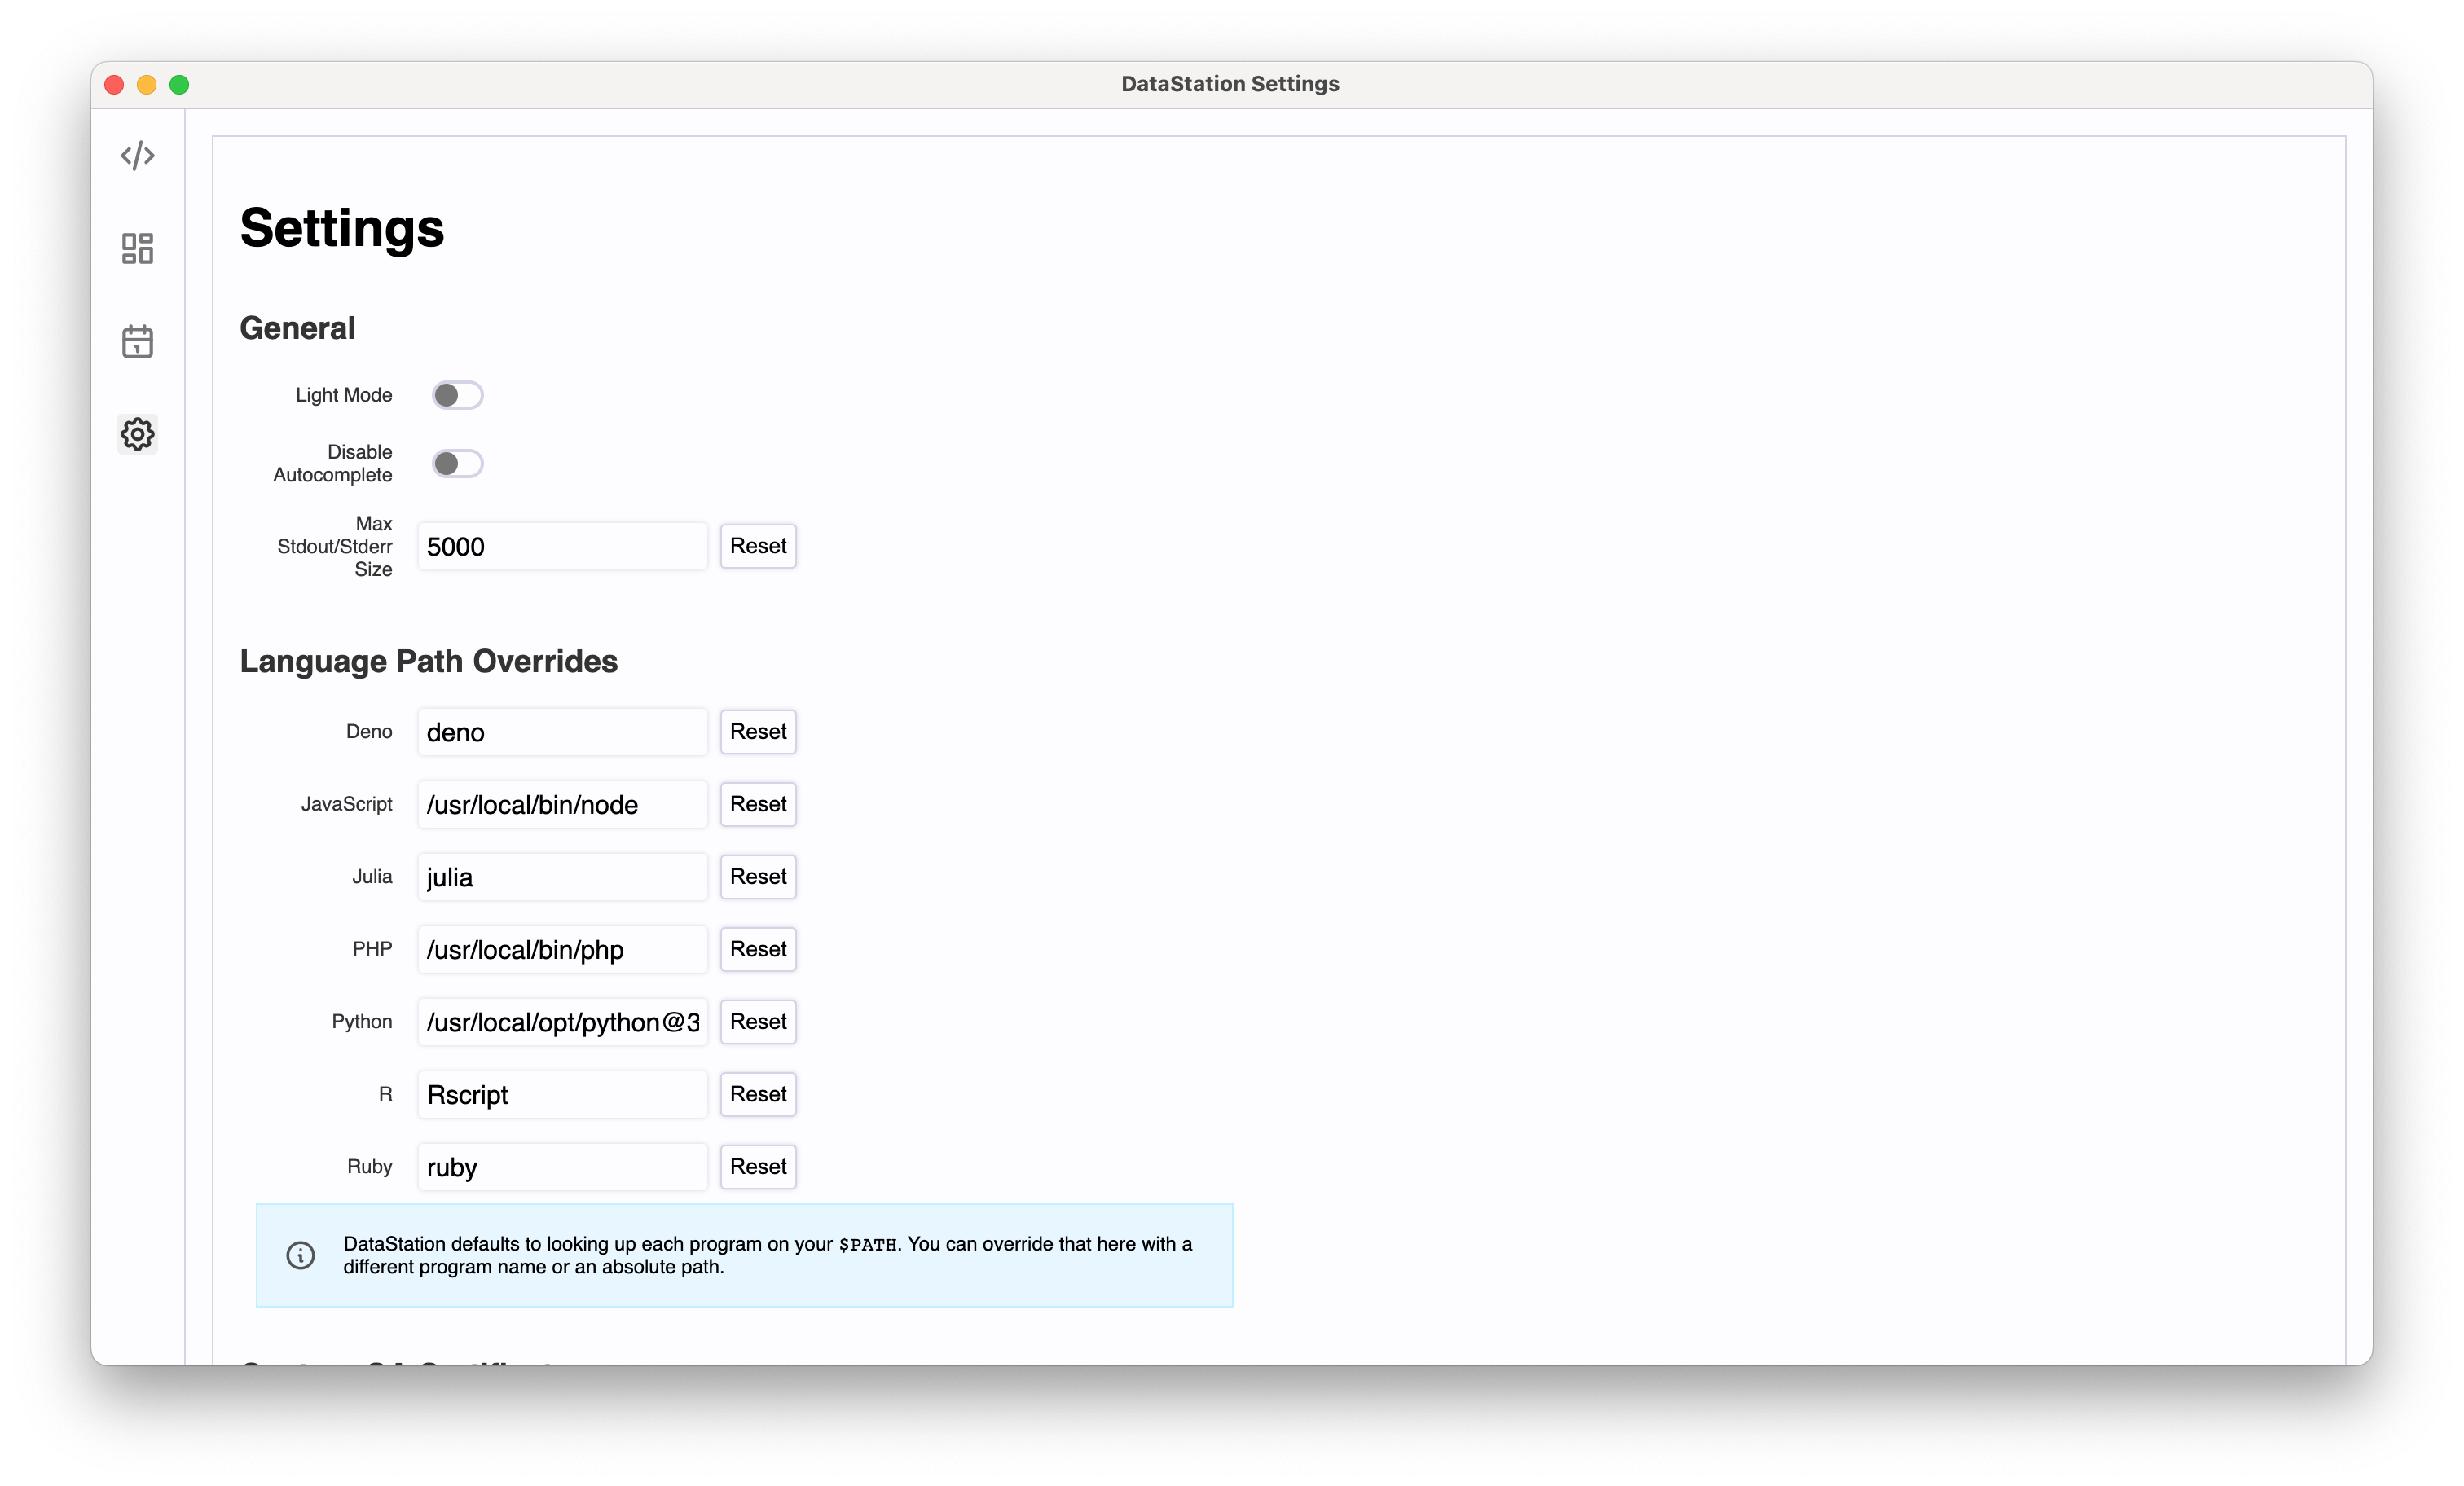 DataStation Settings
Settings
General
Light Mode
Disable
Autocomplete
Max
Stdout/Stderr
Size
5000
Reset
Language Path Overrides
Deno
deno
Reset
JavaScript
/usr/local/bin/node
Reset
Julia
julia
Reset
PHP
/usr/local/bin/php
Reset
Python
/usr/local/opt/python@3
Reset
R
Rscript
Reset
Ruby
ruby
Reset
DataStation defaults to looking up each program on your $PATH. You can override that here with a
different program name or an absolute path.